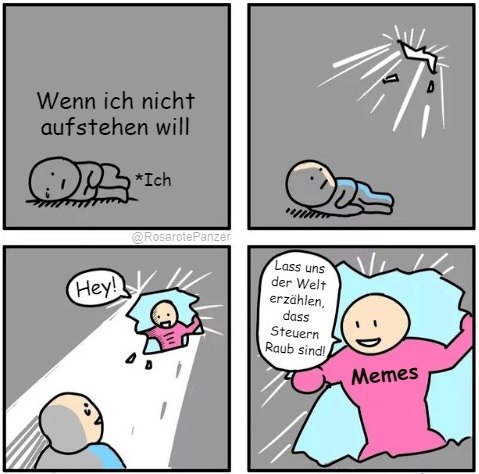 Wenn ich nicht
aufstehen will
*Ich
@RosarotePanzer
Hey!
Lass uns
der Welt
erzählen,
dass
Steuern
Raub sind!
Memes